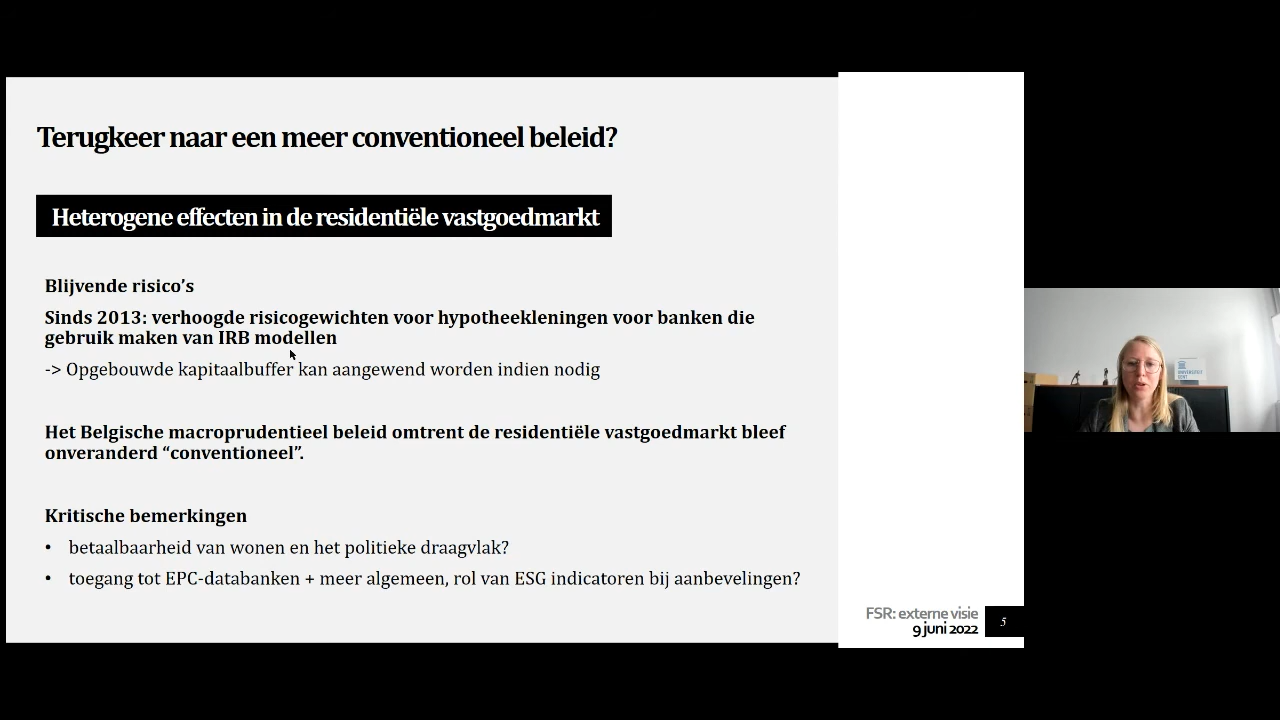 Terugkeer naar een meer conventioneel beleid?
Heterogene effecten in de residentiële vastgoedmarkt
Blijvende risico's
Sinds 2013: verhoogde risicogewichten voor hypotheekleningen voor banken die
gebruik maken van IRB modellen
-> Opgebouwde kapitaalbuffer kan aangewend worden indien nodig
Het Belgische macroprudentieel beleid omtrent de residentiële vastgoedmarkt bleef
onveranderd “conventioneel”.
Kritische bemerkingen
• betaalbaarheid van wonen en het politieke draagvlak?
• toegang tot EPC-databanken + meer algemeen, rol van ESG indicatoren bij aanbevelingen?
FSR: externe visie
9 juni 2022
5
UNIVERSITEIT
GENT